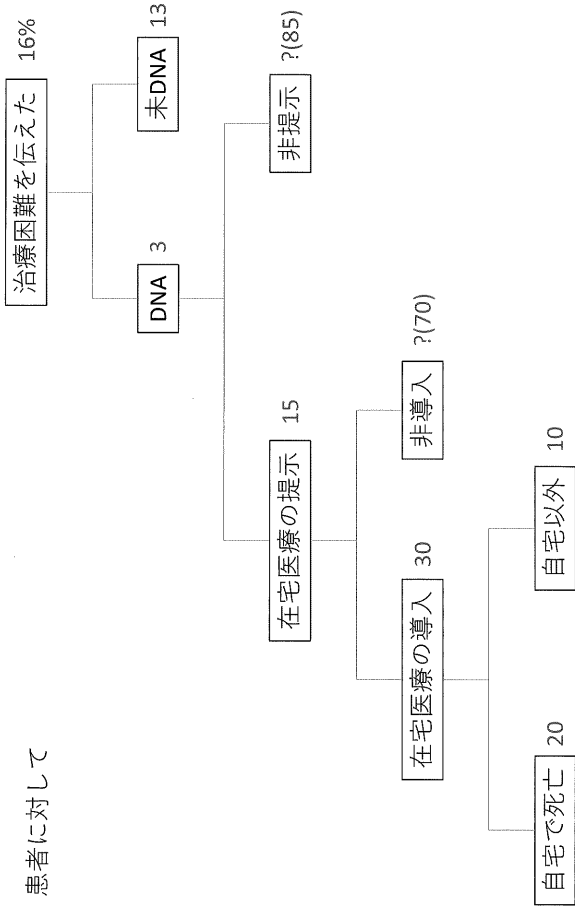 患者に対して
治療困難を伝えた 16%
DNA 3
未DNA 13
在宅医療の提示 15
非提示 ?(85)
在宅医療の導入 30
非導入 ?(70)
自宅で死亡 20
自宅以外 10